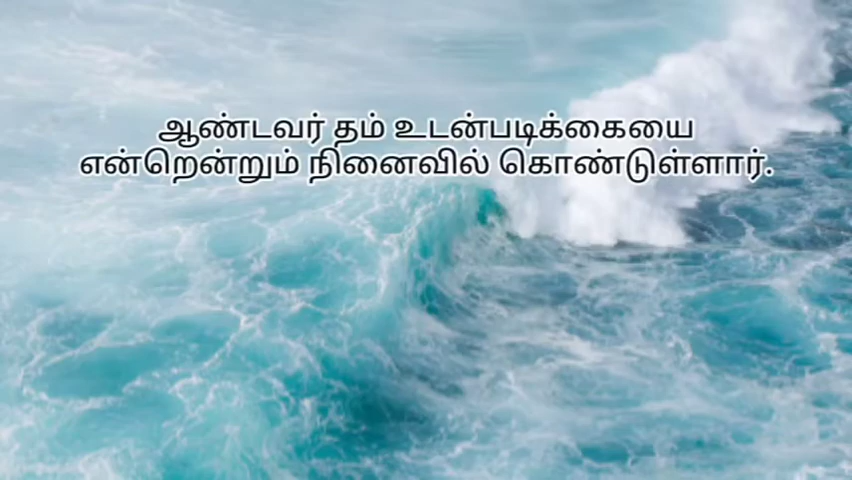 ஆண்டவர் தம் உடன்படிக்கையை
என்றென்றும் நினைவில் கொண்டுள்ளார்.